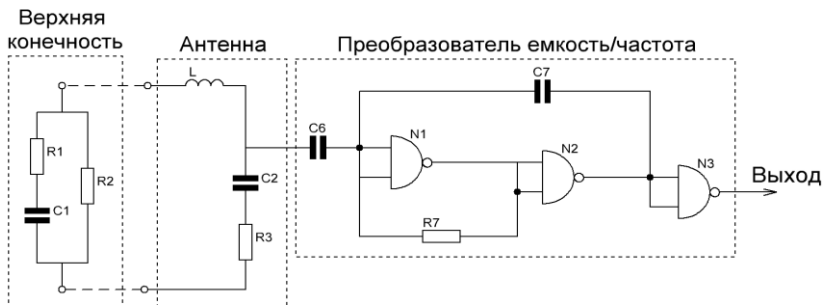 Верхняя
конечность
Антенна
Преобразователь емкость/частота
L
C7
C6
N1
R1
N2
R2
C2
N3
Выход
C1
R7
R3